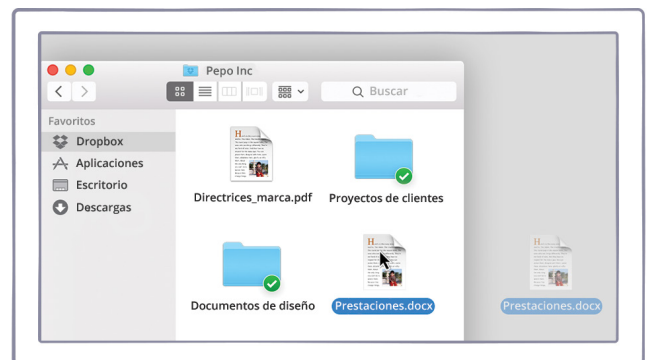 Pepo Inc
Buscar
Favoritos
Dropbox
Aplicaciones
Escritorio
Descargas
Directrices_marca.pdf
Proyectos de clientes
Documentos de diseño
Prestaciones.docx
Prestaciones.docx